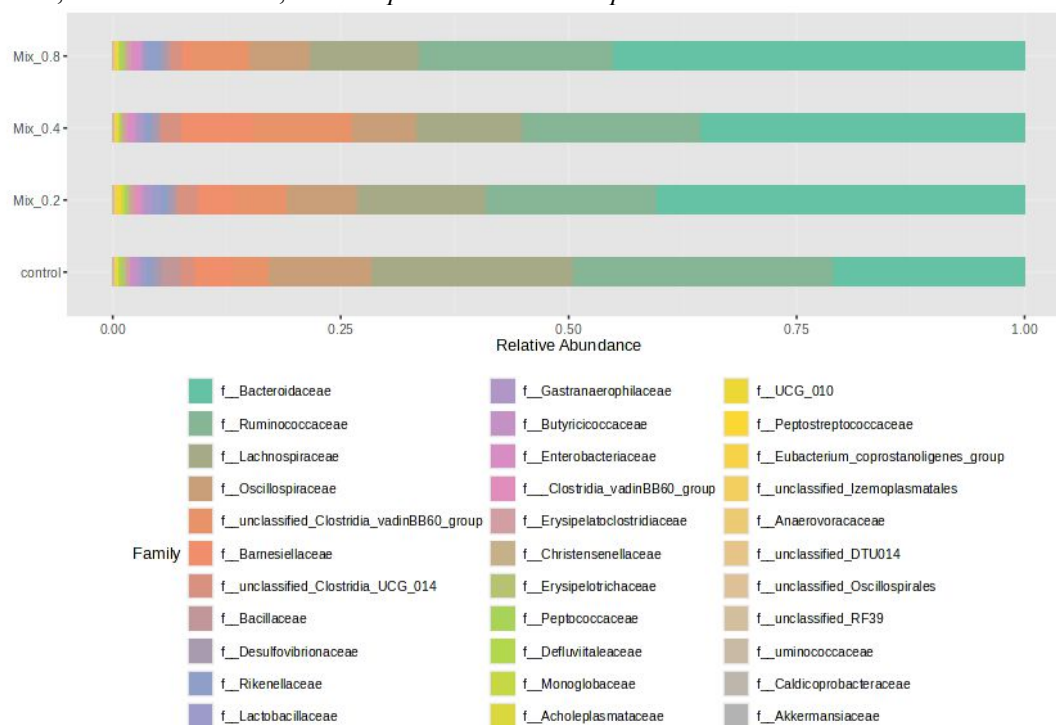 Mix_0.8
Mix_0.4
Mix_0.2
control
0.00 0.25 0.50 0.75 1.00
Relative Abundance
Family
f__Bacteroidaceae
f__Ruminococcaceae
f__Lachnospiraceae
f__Oscillospiraceae
f__unclassified_Clostridia_vadinBB60_group
f__Barnesiellaceae
f__unclassified_Clostridia_UCG_014
f__Bacillaceae
f__Desulfovibrionaceae
f__Rikenellaceae
f__Lactobacillaceae
f__Gastranaerophilaceae
f__Butyricicoccaceae
f__Enterobacteriaceae
f___Clostridia_vadinBB60_group
f__Erysipelatoclostridiaceae
f__Christensenellaceae
f__Erysipelotrichaceae
f__Peptococcaceae
f__Defluviitaleaceae
f__Monoglobaceae
f__Acholeplasmataceae
f__UCG_010
f__Peptostreptococcaceae
f__Eubacterium_coprostanoligenes_group
f__unclassified_Izemoplasmatales
f__Anaerovoracaceae
f__unclassified_DTU014
f__unclassified_Oscillospirales
f__unclassified_RF39
f__uminococcaceae
f__Caldicoprobacteraceae
f__Akkermansiaceae